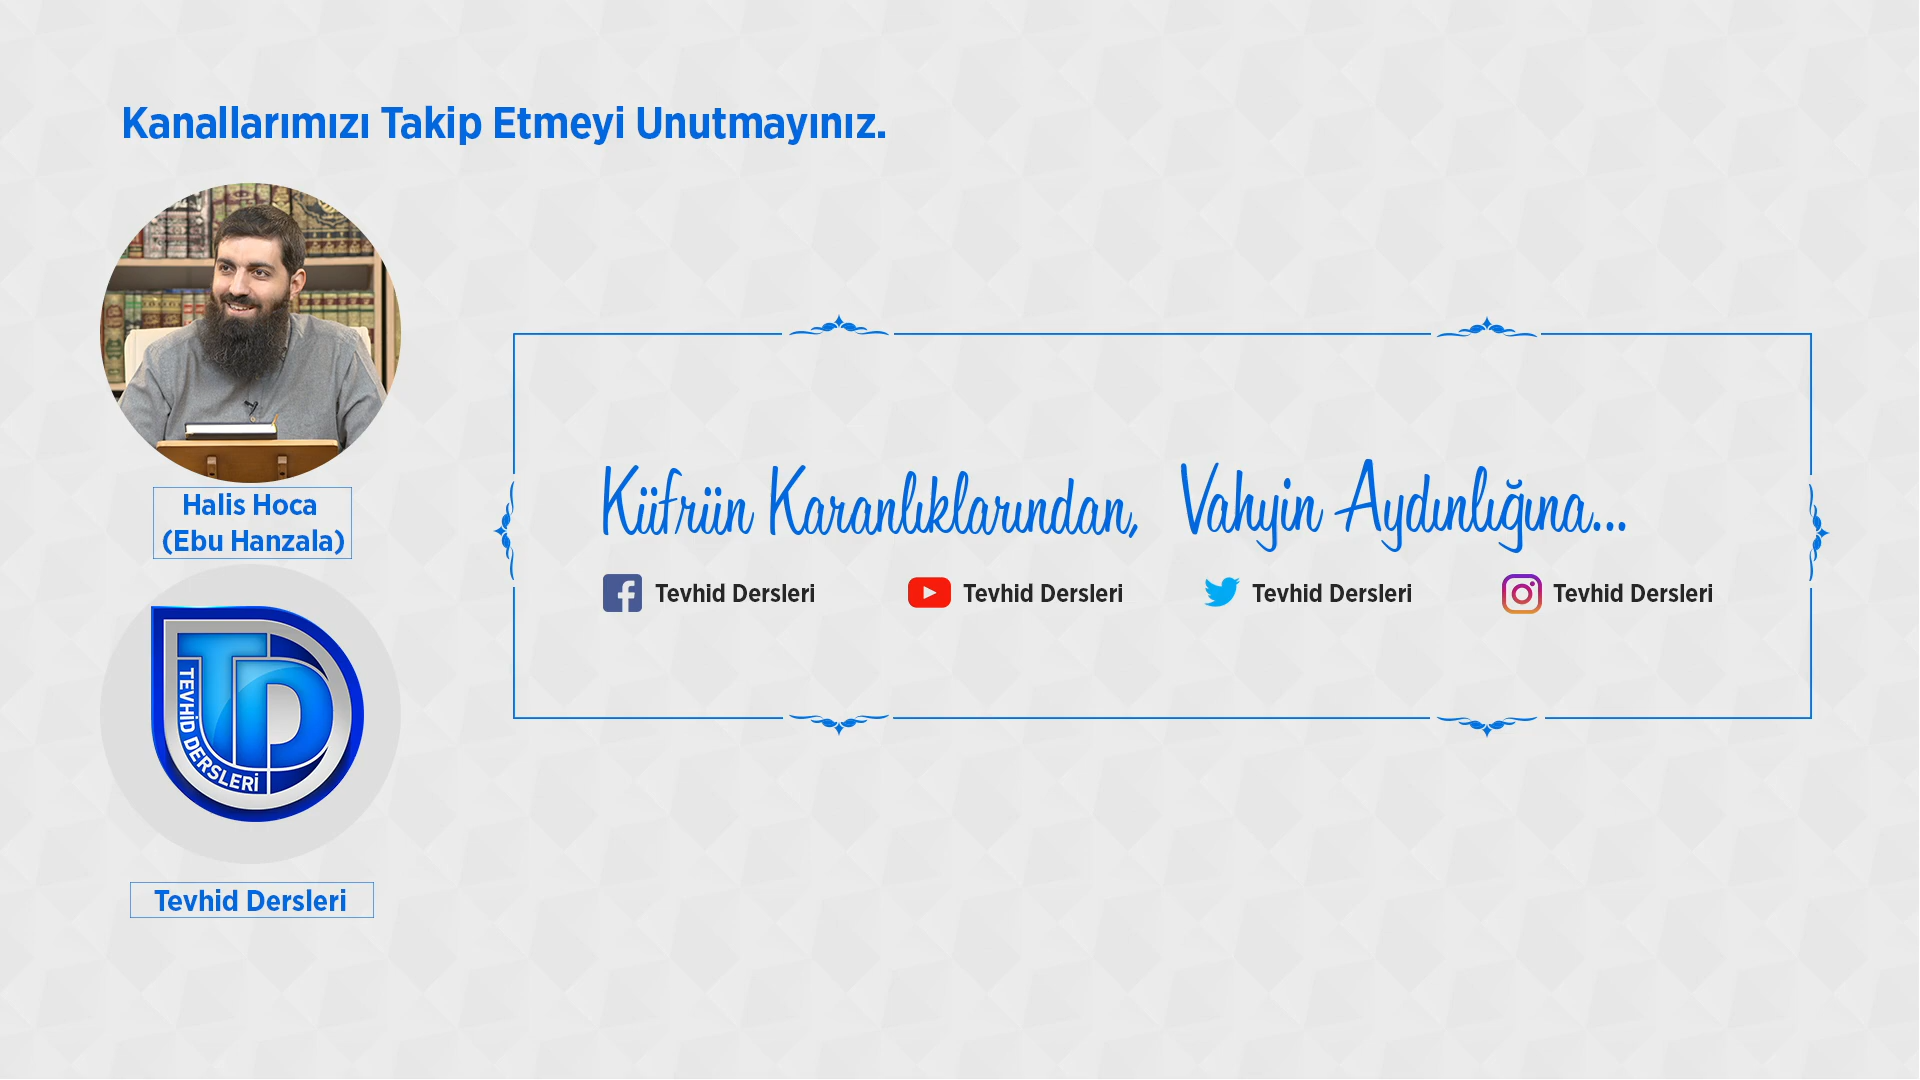 Kanallarımızı Takip Etmeyi Unutmayınız.
Halis Hoca
(Ebu Hanzala)
TD
TEVHİD DERSLERİ
Tevhid Dersleri
Küfrün Karanlıklarından, Vahyin Aydınlığına...
Tevhid Dersleri Tevhid Dersleri Tevhid Dersleri Tevhid Dersleri